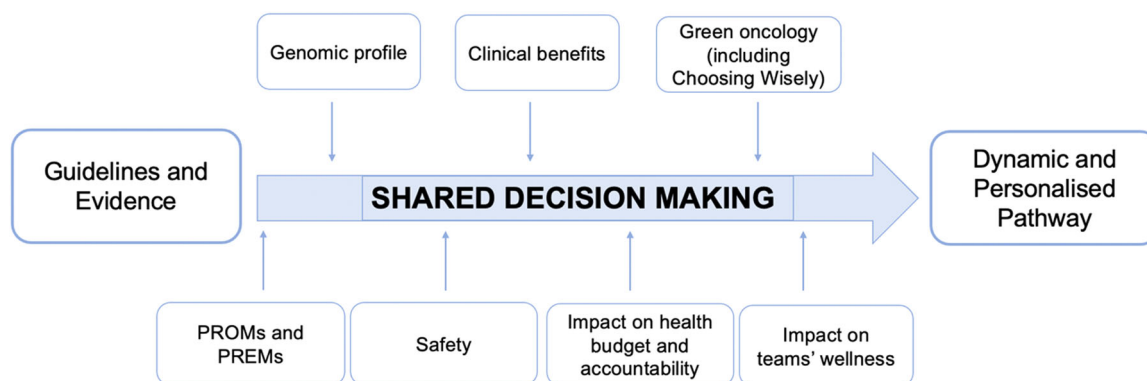 Genomic profile
Clinical benefits
Green oncology
(including
Choosing Wisely)
Guidelines and
Evidence
SHARED DECISION MAKING
Dynamic and
Personalised
Pathway
PROMs and
PREMs
Safety
Impact on health
budget and
accountability
Impact on
teams’ wellness